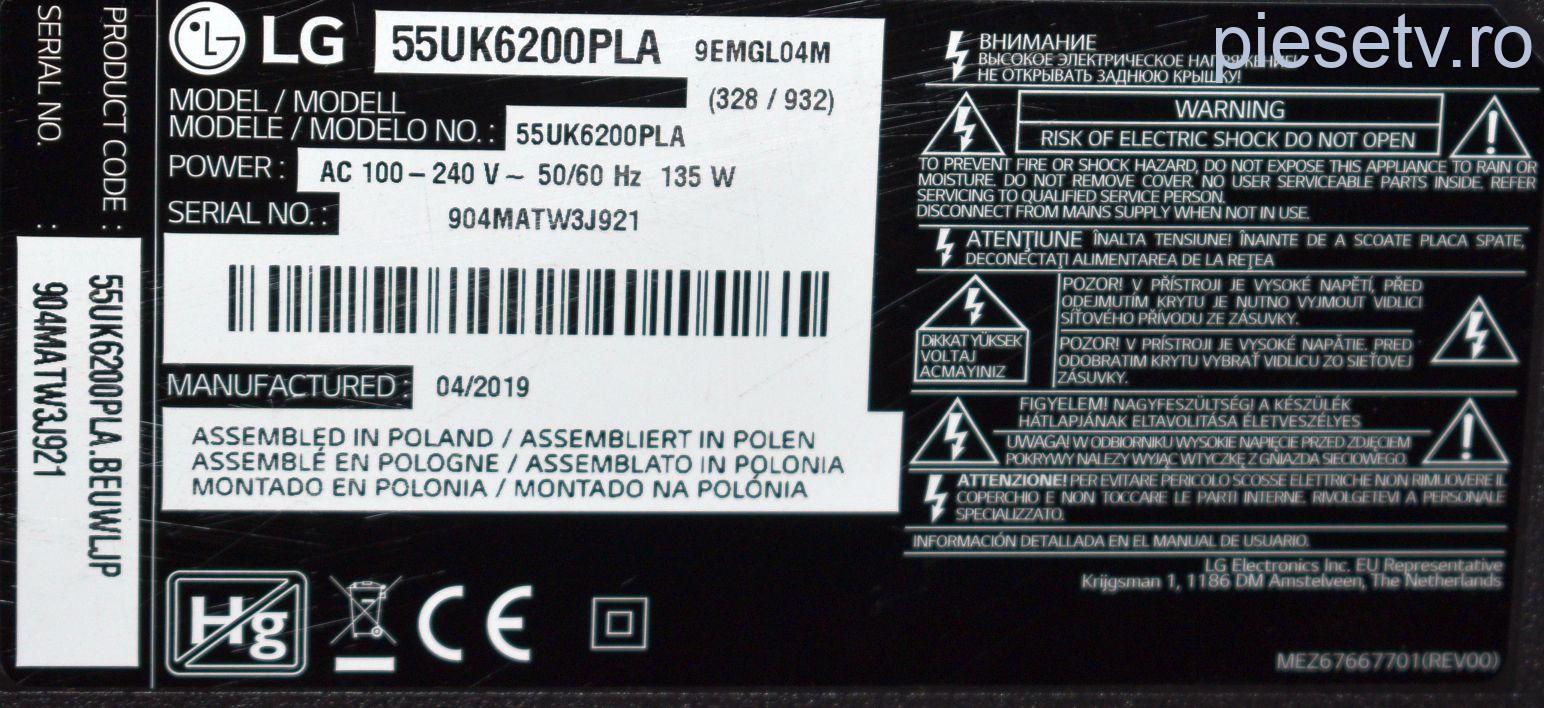 piesetv.ro
PRODUCT CODE : 55UK6200PLA.BEUWLJP
SERIAL NO. : 904MATW3J921
LG 55UK6200PLA 9EMGL04M
(328 / 932)
MODEL / MODELL
MODELE / MODELO NO. : 55UK6200PLA
POWER : AC 100 – 240 V ~ 50/60 Hz 135 W
SERIAL NO. : 904MATW3J921
MANUFACTURED : 04/2019
ASSEMBLED IN POLAND / ASSEMBLIERT IN POLEN
ASSEMBLÉ EN POLOGNE / ASSEMBLATO IN POLONIA
MONTADO EN POLONIA / MONTADO NA POLÓNIA
Hg
CE
ВНИМАНИЕ
ВЫСОКОЕ ЭЛЕКТРИЧЕСКОЕ НАПРЯЖЕНИЕ!
НЕ ОТКРЫВАТЬ ЗАДНЮЮ КРЫШКУ!
WARNING
RISK OF ELECTRIC SHOCK DO NOT OPEN
TO PREVENT FIRE OR SHOCK HAZARD, DO NOT EXPOSE THIS APPLIANCE TO RAIN OR
MOISTURE. DO NOT REMOVE COVER. NO USER SERVICEABLE PARTS INSIDE. REFER
SERVICING TO QUALIFIED SERVICE PERSON.
DISCONNECT FROM MAINS SUPPLY WHEN NOT IN USE.
ATENŢIUNE ÎNALTA TENSIUNE! ÎNAINTE DE A SCOATE PLACA SPATE,
DECONECTAŢI ALIMENTAREA DE LA REŢEA
DiKKAT YÜKSEK
VOLTAJ
ACMAYINIZ
POZOR! V PŘÍSTROJI JE VYSOKÉ NAPĚTÍ, PŘED
ODEJMUTÍM KRYTU JE NUTNO VYJMOUT VIDLICI
SÍŤOVÉHO PŘÍVODU ZE ZÁSUVKY.
POZOR! V PRÍSTROJI JE VYSOKÉ NAPÄTIE. PRED
ODOBRATIM KRYTU VYBRAŤ VIDLICU ZO SIEŤOVEJ
ZÁSUVKY.
FIGYELEM! NAGYFESZÜLTSÉG! A KÉSZÜLÉK
HÁTLAPJÁNAK ELTAVOLÍTÁSA ÉLETVESZÉLYES
UWAGA! W ODBIORNIKU WYSOKIE NAPIĘCIE PRZED ZDJĘCIEM
POKRYWY NALEZY WYJĄC WTYCZKĘ Z GNIAZDA SIECIOWEGO.
ATTENZIONE! PER EVITARE PERICOLO SCOSSE ELETTRICHE NON RIMUOVERE IL
COPERCHIO E NON TOCCARE LE PARTI INTERNE. RIVOLGETEVI A PERSONALE
SPECIALIZZATO.
INFORMACIÓN DETALLADA EN EL MANUAL DE USUARIO.
LG Electronics Inc. EU Representative
Krijgsman 1, 1186 DM Amstelveen, The Netherlands
MEZ67667701(REV00)